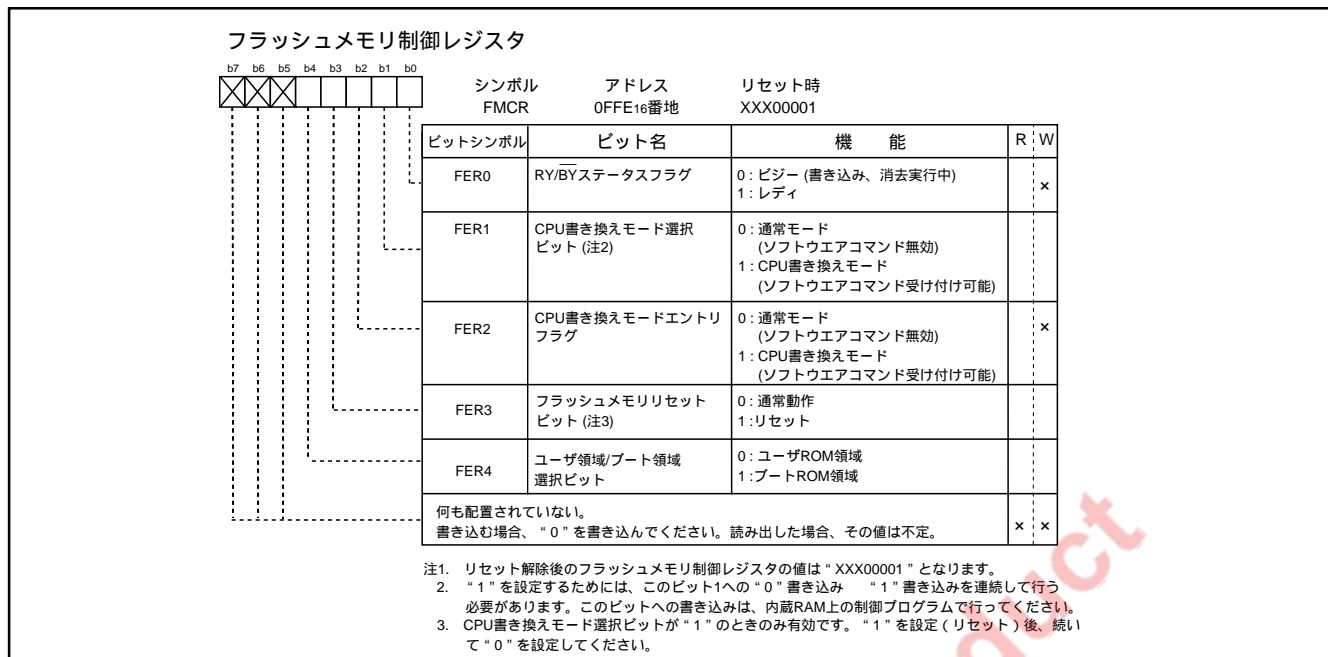 フラッシュメモリ制御レジスタ
b7 b6 b5 b4 b3 b2 b1 b0
シンボル アドレス リセット時
FMCR 0FFE16番地 XXX00001
ビットシンボル ビット名 機 能 R W
FER0 RY/BYステータスフラグ 0 : ビジー (書き込み、消去実行中)
1 : レディ
×
FER1 CPU書き換えモード選択
ビット (注2)
0 : 通常モード
(ソフトウエアコマンド無効)
1 : CPU書き換えモード
(ソフトウエアコマンド受け付け可能)
FER2 CPU書き換えモードエントリ
フラグ
0 : 通常モード
(ソフトウエアコマンド無効)
1 : CPU書き換えモード
(ソフトウエアコマンド受け付け可能)
×
FER3 フラッシュメモリリセット
ビット (注3)
0 : 通常動作
1 :リセット
FER4 ユーザ領域/ブート領域
選択ビット
0 : ユーザROM領域
1 :ブートROM領域
何も配置されていない。
書き込む場合、“ 0 ” を書き込んでください。読み出した場合、その値は不定。
× ×
注1. リセット解除後のフラッシュメモリ制御レジスタの値は “ XXX00001 ” となります。
2. “ 1 ” を設定するためには、このビット1への “ 0 ” 書き込み “ 1 ” 書き込みを連続して行う
必要があります。このビットへの書き込みは、内蔵RAM上の制御プログラムで行ってください。
3. CPU書き換えモード選択ビットが “ 1 ” のときのみ有効です。“ 1 ” を設定 ( リセット ) 後、続い
て “ 0 ” を設定してください。
duct